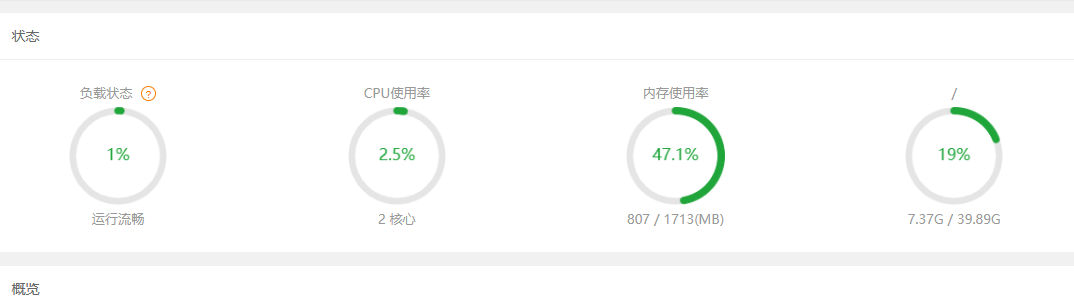 状态
负载状态 ? CPU使用率 内存使用率 /
1% 2.5% 47.1% 19%
运行流畅 2 核心 807 / 1713(MB) 7.37G / 39.89G
概览